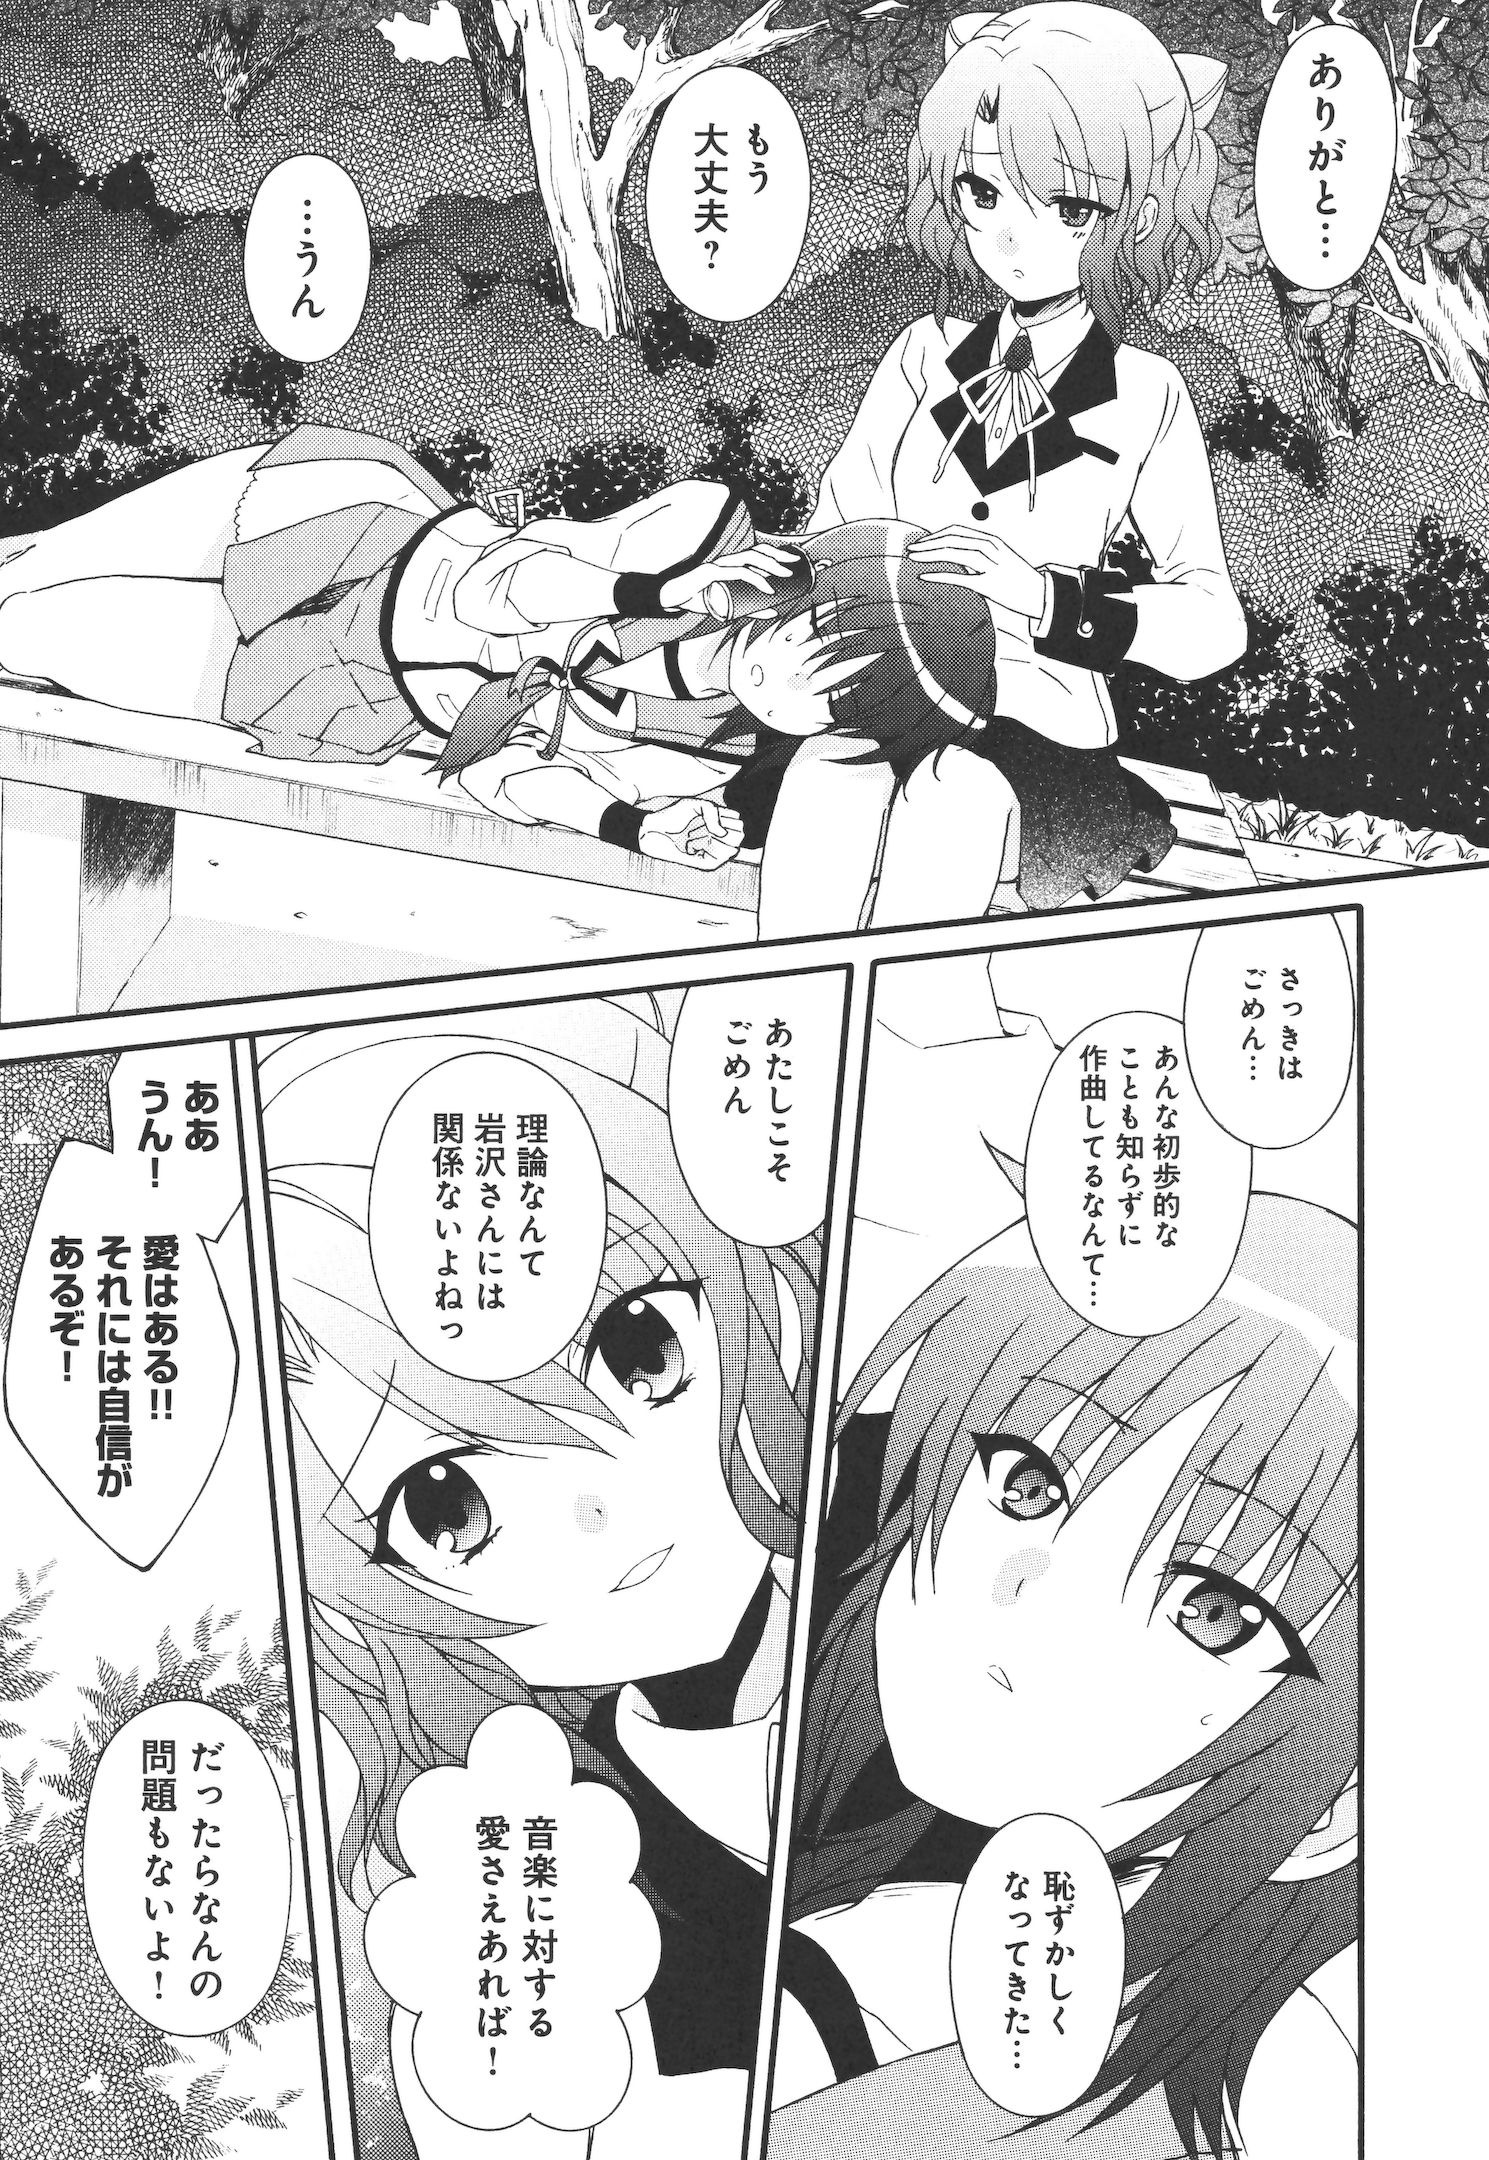 ありがと…
もう
大丈夫?
…うん
さっきは
ごめん…
あんな初歩的な
ことも知らずに
作曲してるなんて…
恥ずかしく
なってきた…
あたしこそ
ごめん
理論なんて
岩沢さんには
関係ないよねっ
音楽に対する
愛さえあれば!
ああ
うん!
愛はある!!
それには自信が
あるぞ!
だったらなんの
問題もないよ!